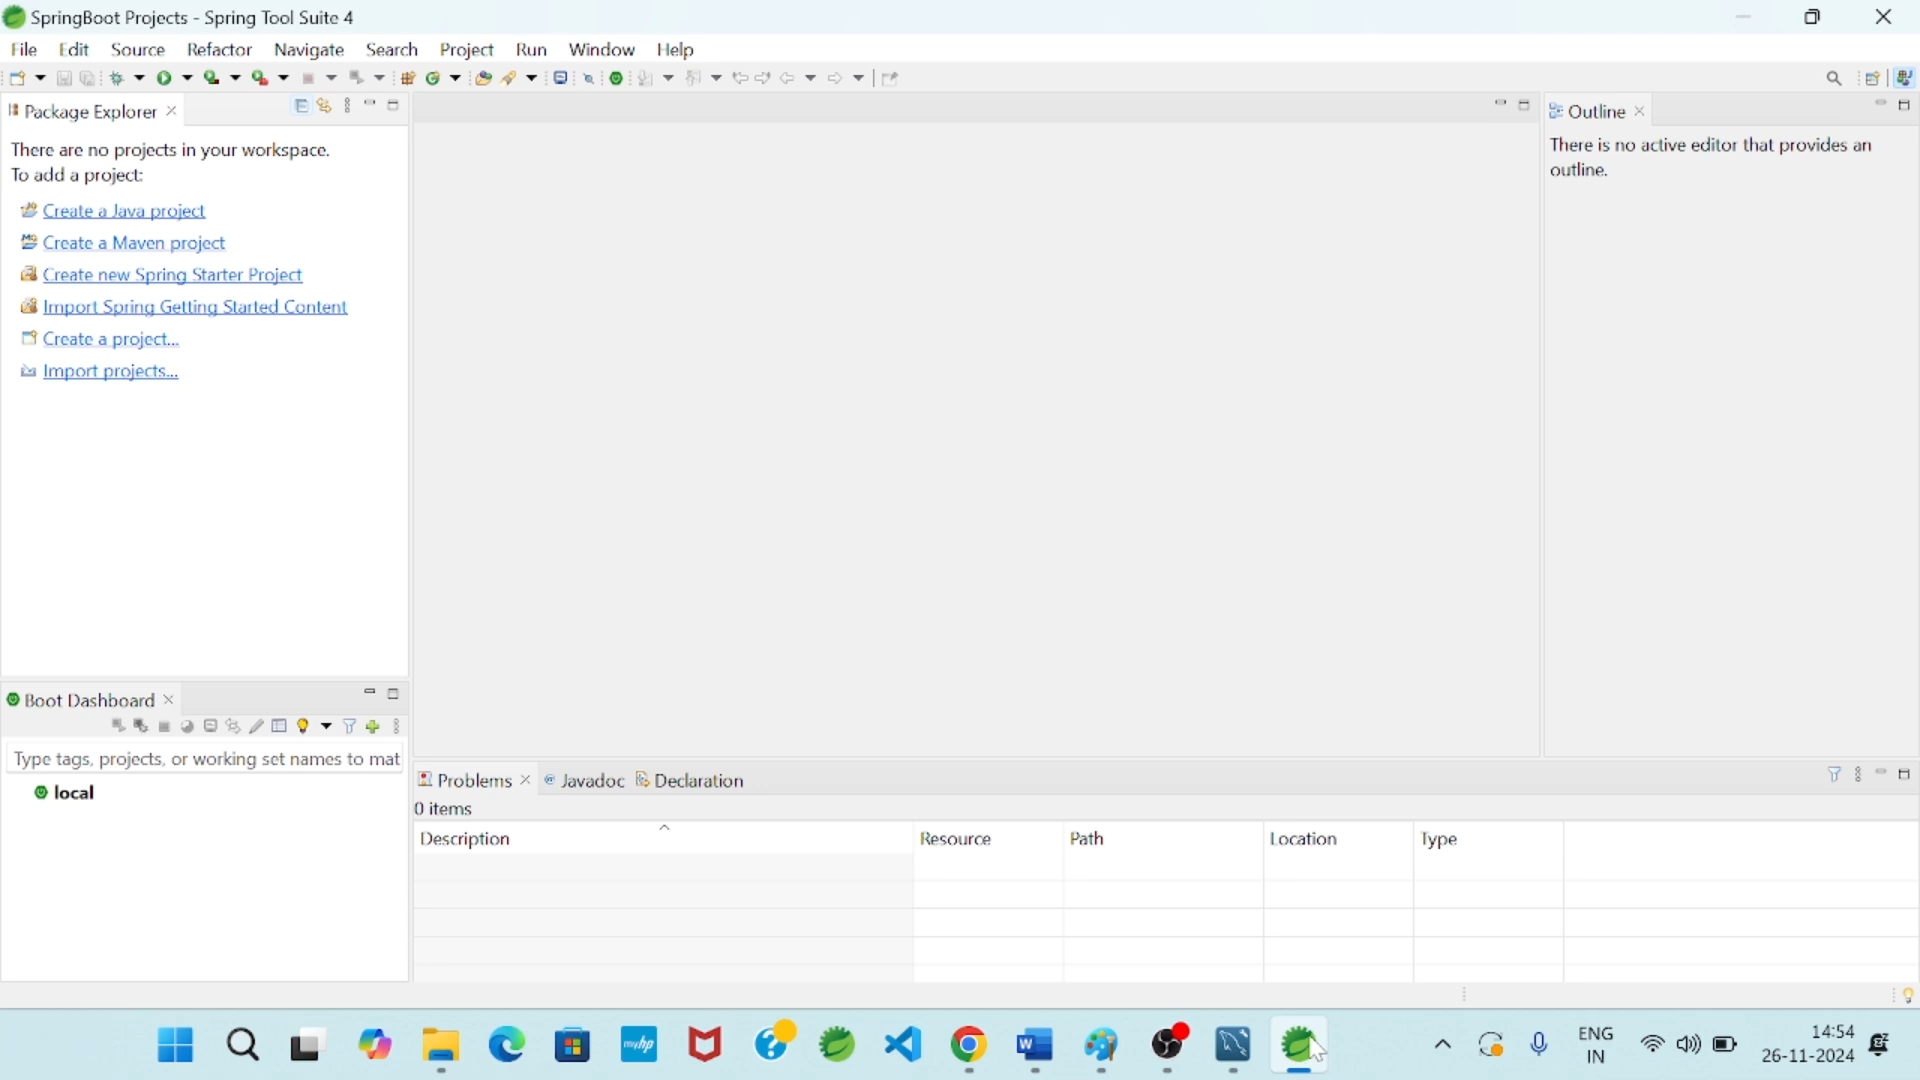 SpringBoot Projects - Spring Tool Suite 4
File Edit Source Refactor Navigate Search Project Run Window Help
Package Explorer
There are no projects in your workspace.
To add a project:
Create a Java project
Create a Maven project
Create new Spring Starter Project
Import Spring Getting Started Content
Create a project...
Import projects...
Outline
There is no active editor that provides an
outline.
Boot Dashboard
Type tags, projects, or working set names to mat
local
Problems @ Javadoc Declaration
0 items
Description Resource Path Location Type
myhp
ENG
IN
14:54
26-11-2024